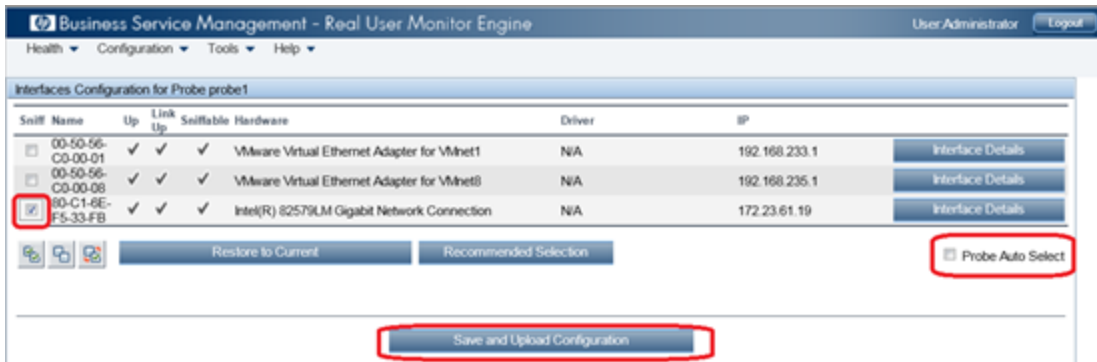 Business Service Management - Real User Monitor Engine User:Administrator Logout
Health Configuration Tools Help
Interfaces Configuration for Probe probe1
Sniff Name Up Link Up Sniffable Hardware Driver IP
00-50-56-C0-00-01 VMware Virtual Ethernet Adapter for VMnet1 N/A 192.168.233.1 Interface Details
00-50-56-C0-00-08 VMware Virtual Ethernet Adapter for VMnet8 N/A 192.168.235.1 Interface Details
80-C1-6E-F5-33-FB Intel(R) 82579LM Gigabit Network Connection N/A 172.23.61.19 Interface Details
Restore to Current Recommended Selection Probe Auto Select
Save and Upload Configuration